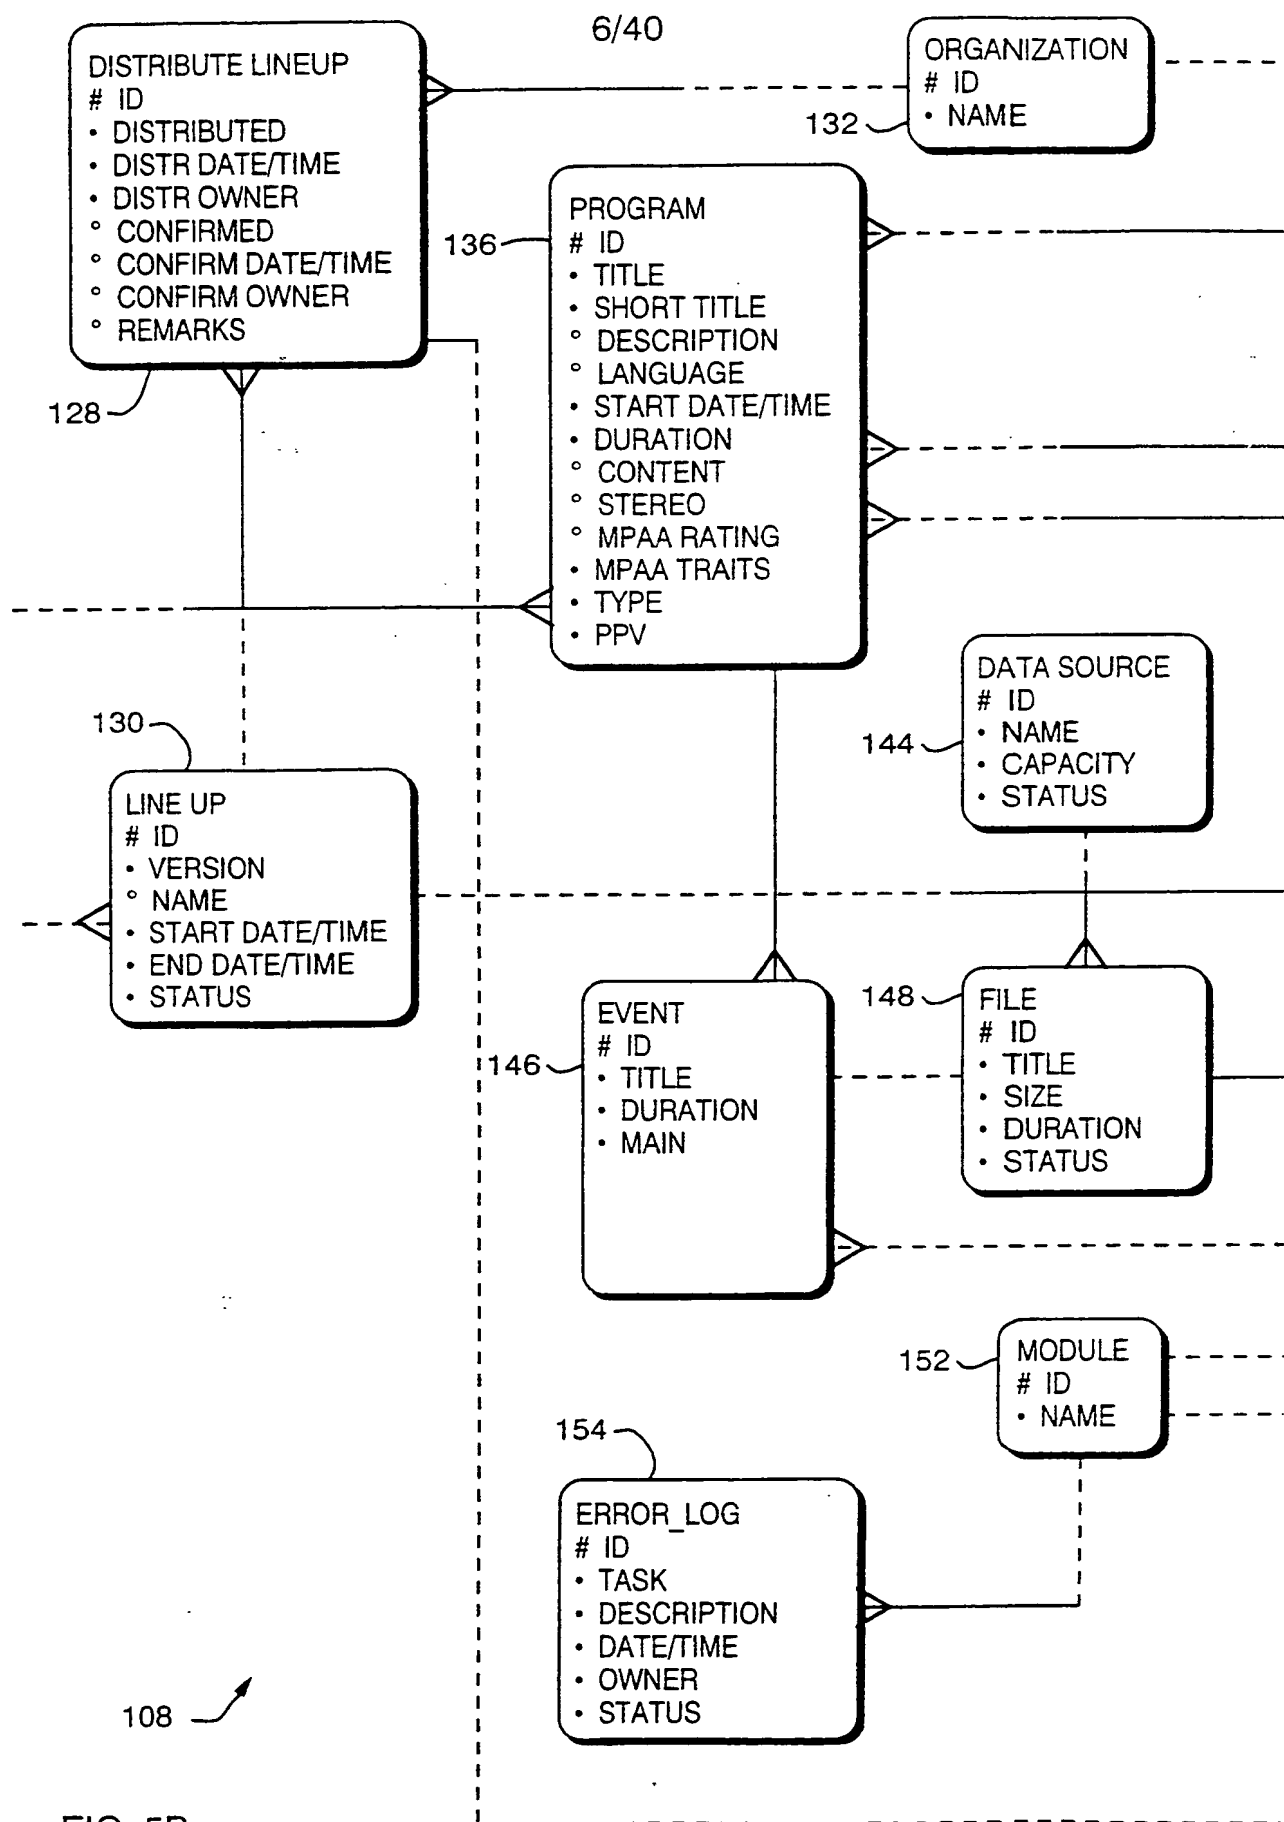 6/40
DISTRIBUTE LINEUP
# ID
• DISTRIBUTED
• DISTR DATE/TIME
• DISTR OWNER
° CONFIRMED
° CONFIRM DATE/TIME
° CONFIRM OWNER
° REMARKS
128
ORGANIZATION
# ID
• NAME
132
PROGRAM
# ID
• TITLE
• SHORT TITLE
° DESCRIPTION
° LANGUAGE
• START DATE/TIME
• DURATION
° CONTENT
° STEREO
° MPAA RATING
• MPAA TRAITS
• TYPE
• PPV
136
DATA SOURCE
# ID
• NAME
• CAPACITY
• STATUS
144
130
LINE UP
# ID
• VERSION
° NAME
• START DATE/TIME
• END DATE/TIME
• STATUS
EVENT
# ID
• TITLE
• DURATION
• MAIN
146
148
FILE
# ID
• TITLE
• SIZE
• DURATION
• STATUS
152
MODULE
# ID
• NAME
154
ERROR_LOG
# ID
• TASK
• DESCRIPTION
• DATE/TIME
• OWNER
• STATUS
108